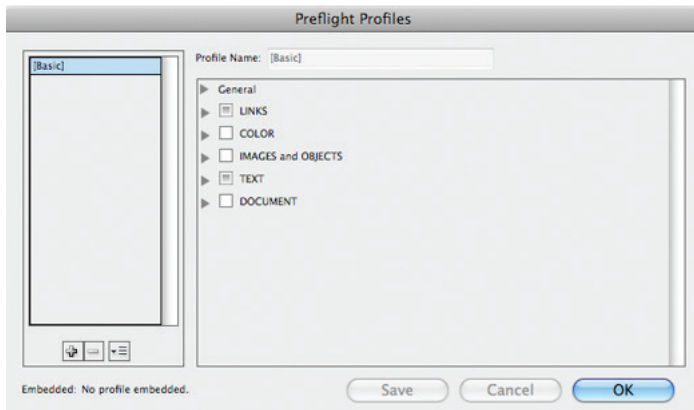 Preflight Profiles
[Basic]
Profile Name: [Basic]
General
LINKS
COLOR
IMAGES and OBJECTS
TEXT
DOCUMENT
Embedded: No profile embedded.
Save Cancel OK